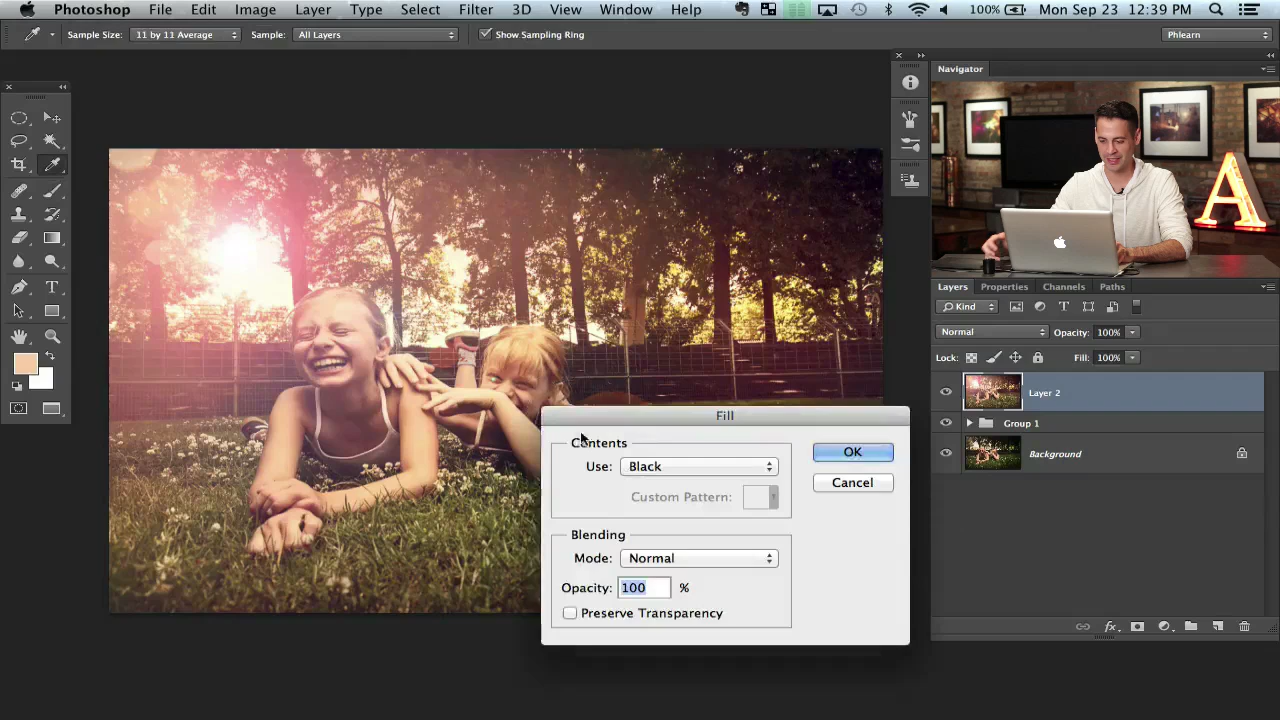 Photoshop File Edit Image Layer Type Select Filter 3D View Window Help 100% Mon Sep 23 12:39 PM
Sample Size: 11 by 11 Average Sample: All Layers Show Sampling Ring Phlearn
Navigator
A
Layers Properties Channels Paths
Kind
Normal Opacity: 100%
Lock: Fill: 100%
Layer 2
Group 1
Background
Fill
Contents
Use: Black
Custom Pattern:
OK
Cancel
Blending
Mode: Normal
Opacity: 100 %
Preserve Transparency
T
T
fx